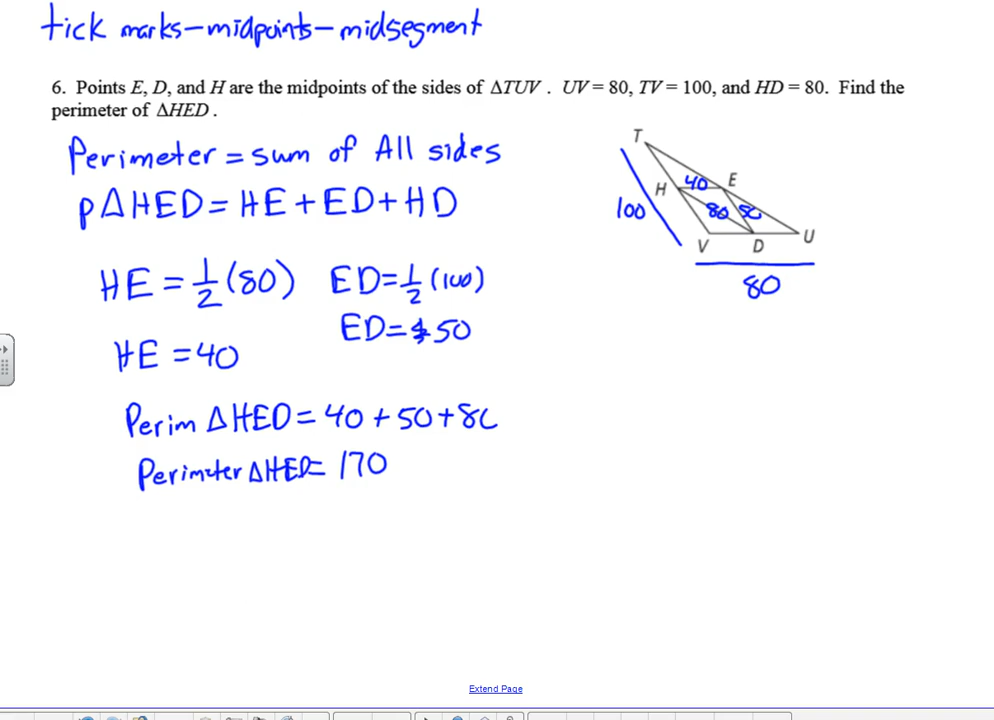 tick marks-midpoints-midsegment
6. Points E, D, and H are the midpoints of the sides of ΔTUV. UV = 80, TV = 100, and HD = 80. Find the
perimeter of ΔHED.
Perimeter = sum of All sides
pΔHED = HE + ED + HD
HE = 1/2 (80) ED = 1/2 (100)
ED = 50
HE = 40
Perim ΔHED = 40 + 50 + 80
Perimeter ΔHED = 170
T
40 E
H
100 80 50
V D U
80
Extend Page